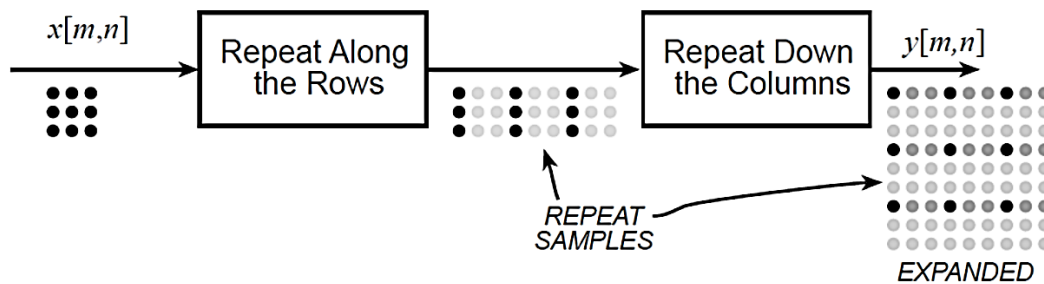 x[m,n]
Repeat Along
the Rows
Repeat Down
the Columns
y[m,n]
REPEAT
SAMPLES
EXPANDED